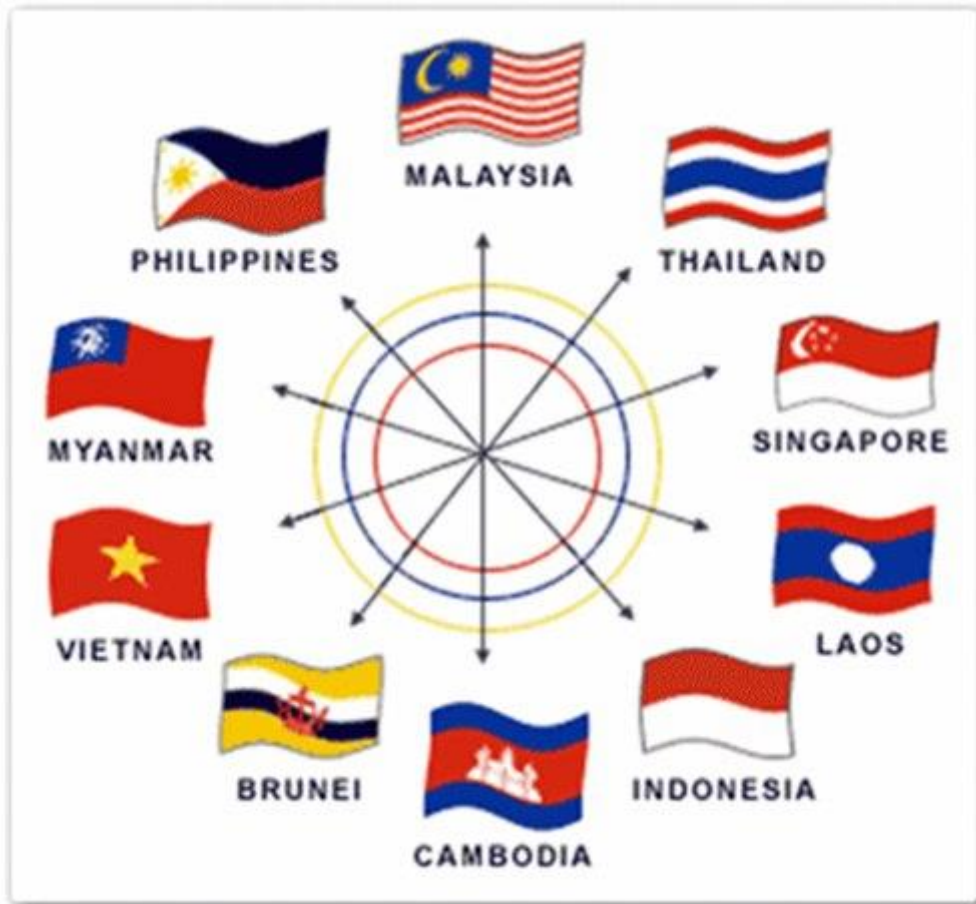 MALAYSIA
PHILIPPINES
THAILAND
MYANMAR
SINGAPORE
VIETNAM
LAOS
BRUNEI
INDONESIA
CAMBODIA